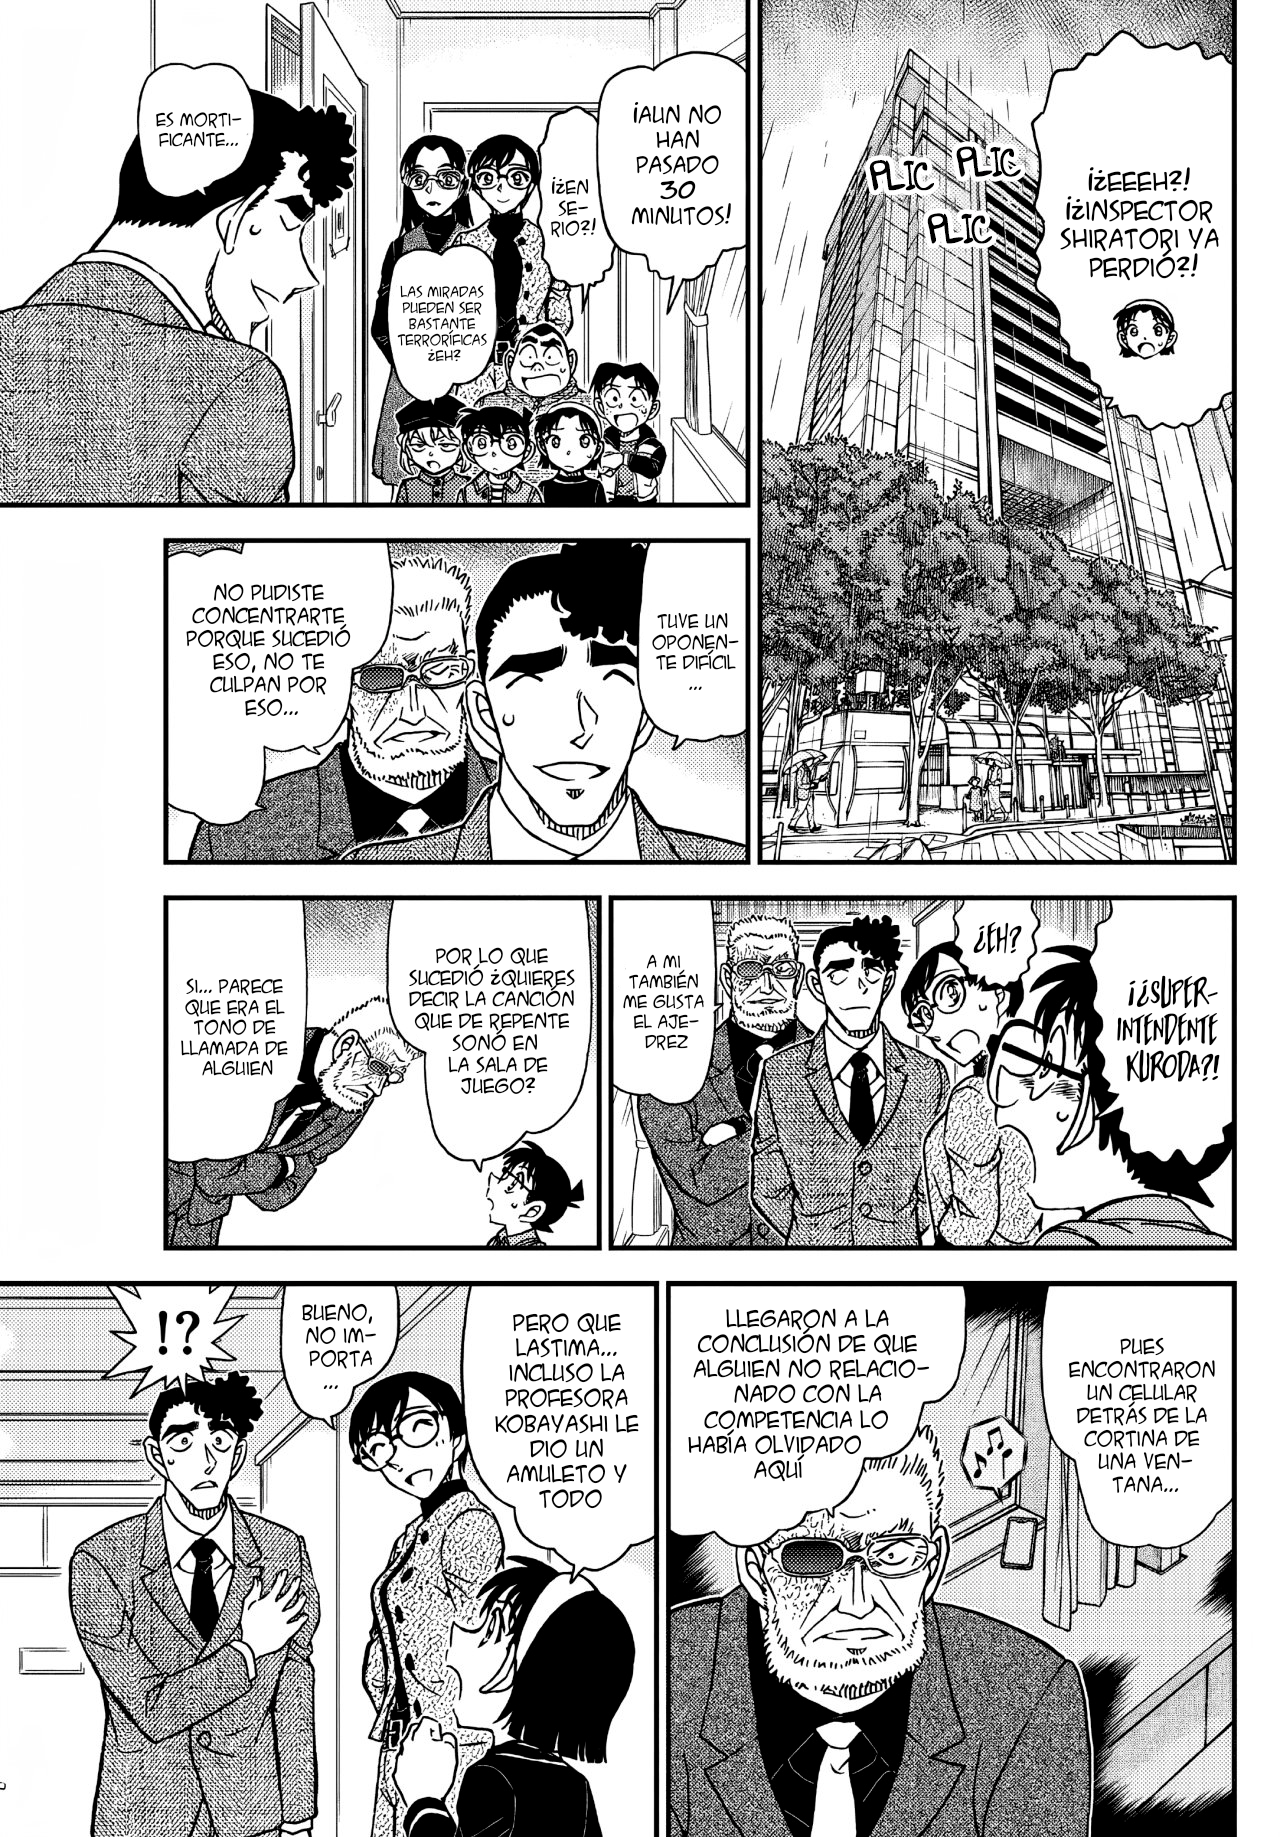 ¡¿EEEH?!
¡¿INSPECTOR
SHIRATORI YA
PERDIÓ?!
PLIC
PLIC
PLIC
¡AUN NO
HAN
PASADO
30
MINUTOS!
¡¿EN
SE-
RIO?!
LAS MIRADAS
PUEDEN SER
BASTANTE
TERRORÍFICAS
¿EH?
ES MORTI-
FICANTE...
TUVE UN
OPONEN-
TE DIFÍCIL
...
NO PUDISTE
CONCENTRARTE
PORQUE SUCEDIÓ
ESO, NO TE
CULPAN POR
ESO...
¡¿SUPER-
INTENDENTE
KURODA?!
¿EH?
A MI
TAMBIÉN
ME GUSTA
EL AJE-
DREZ
POR LO QUE
SUCEDIÓ ¿QUIERES
DECIR LA CANCIÓN
QUE DE REPENTE
SONÓ EN
LA SALA DE
JUEGO?
SI... PARECE
QUE ERA EL
TONO DE
LLAMADA DE
ALGUIEN
PUES
ENCONTRARON
UN CELULAR
DETRÁS DE LA
CORTINA DE
UNA VEN-
TANA...
LLEGARON A LA
CONCLUSIÓN DE QUE
ALGUIEN NO RELACIO-
NADO CON LA
COMPETENCIA LO
HABÍA OLVIDADO
AQUÍ
PERO QUE
LASTIMA...
INCLUSO LA
PROFESORA
KOBAYASHI LE
DIO UN
AMULETO Y
TODO
BUENO,
NO IM-
PORTA
...
!?